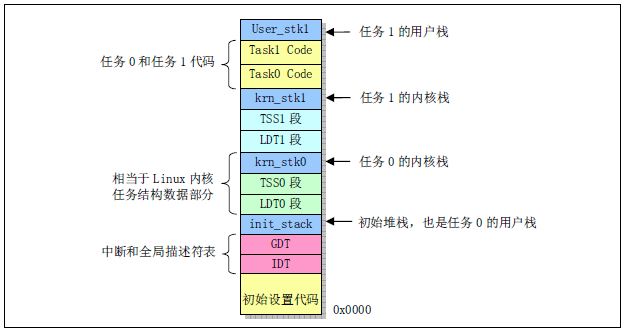 User_stk1
任务 1 的用户栈
Task1 Code
任务 0 和任务 1 代码
Task0 Code
krn_stk1
任务 1 的内核栈
TSS1 段
LDT1 段
krn_stk0
任务 0 的内核栈
相当于 Linux 内核
任务结构数据部分
TSS0 段
LDT0 段
init_stack
初始堆栈，也是任务 0 的用户栈
GDT
中断和全局描述符表
IDT
初始设置代码
0x0000